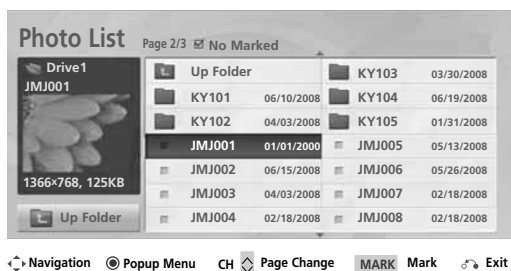 Photo List Page 2/3 No Marked
Drive1
JMJ001
1366×768, 125KB
Up Folder
Up Folder
KY101 06/10/2008
KY102 04/03/2008
JMJ001 01/01/2000
JMJ002 06/15/2008
JMJ003 04/03/2008
JMJ004 02/18/2008
KY103 03/30/2008
KY104 06/19/2008
KY105 01/31/2008
JMJ005 05/13/2008
JMJ006 05/26/2008
JMJ007 02/18/2008
JMJ008 02/18/2008
Navigation Popup Menu CH Page Change MARK Mark Exit